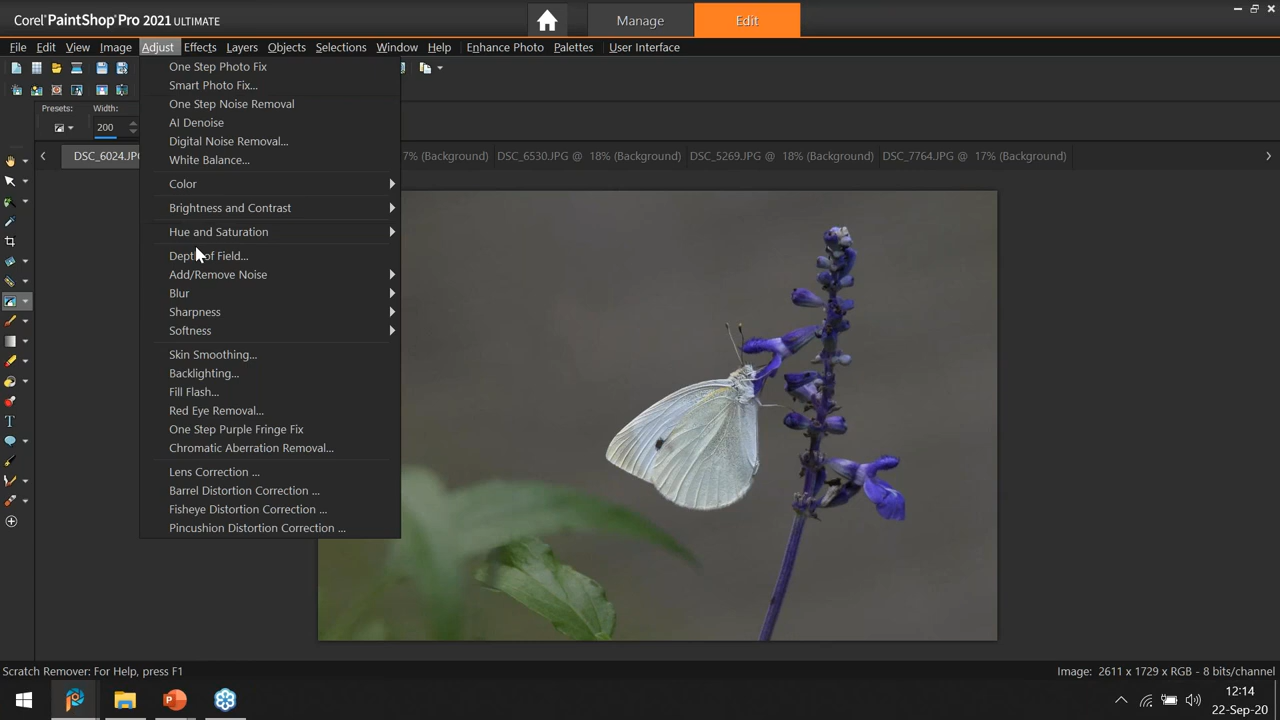 Corel® PaintShop® Pro 2021 ULTIMATE
Manage
Edit
File Edit View Image Adjust Effects Layers Objects Selections Window Help Enhance Photo Palettes User Interface
Presets: Width:
200
DSC_6024.JPG
7% (Background) DSC_6530.JPG @ 18% (Background) DSC_5269.JPG @ 18% (Background) DSC_7764.JPG @ 17% (Background)
One Step Photo Fix
Smart Photo Fix...
One Step Noise Removal
AI Denoise
Digital Noise Removal...
White Balance...
Color
Brightness and Contrast
Hue and Saturation
Depth of Field...
Add/Remove Noise
Blur
Sharpness
Softness
Skin Smoothing...
Backlighting...
Fill Flash...
Red Eye Removal...
One Step Purple Fringe Fix
Chromatic Aberration Removal...
Lens Correction ...
Barrel Distortion Correction ...
Fisheye Distortion Correction ...
Pincushion Distortion Correction ...
Scratch Remover: For Help, press F1
Image: 2611 x 1729 x RGB - 8 bits/channel
12:14
22-Sep-20